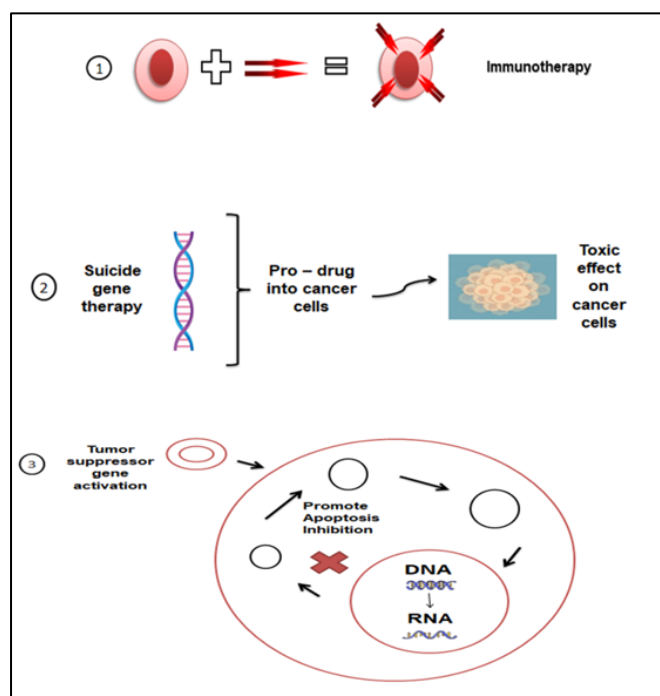 1
Immunotherapy
2
Suicide
gene
therapy
Pro – drug
into cancer
cells
Toxic
effect
on
cancer
cells
3
Tumor
suppressor
gene
activation
Promote
Apoptosis
Inhibition
DNA
RNA